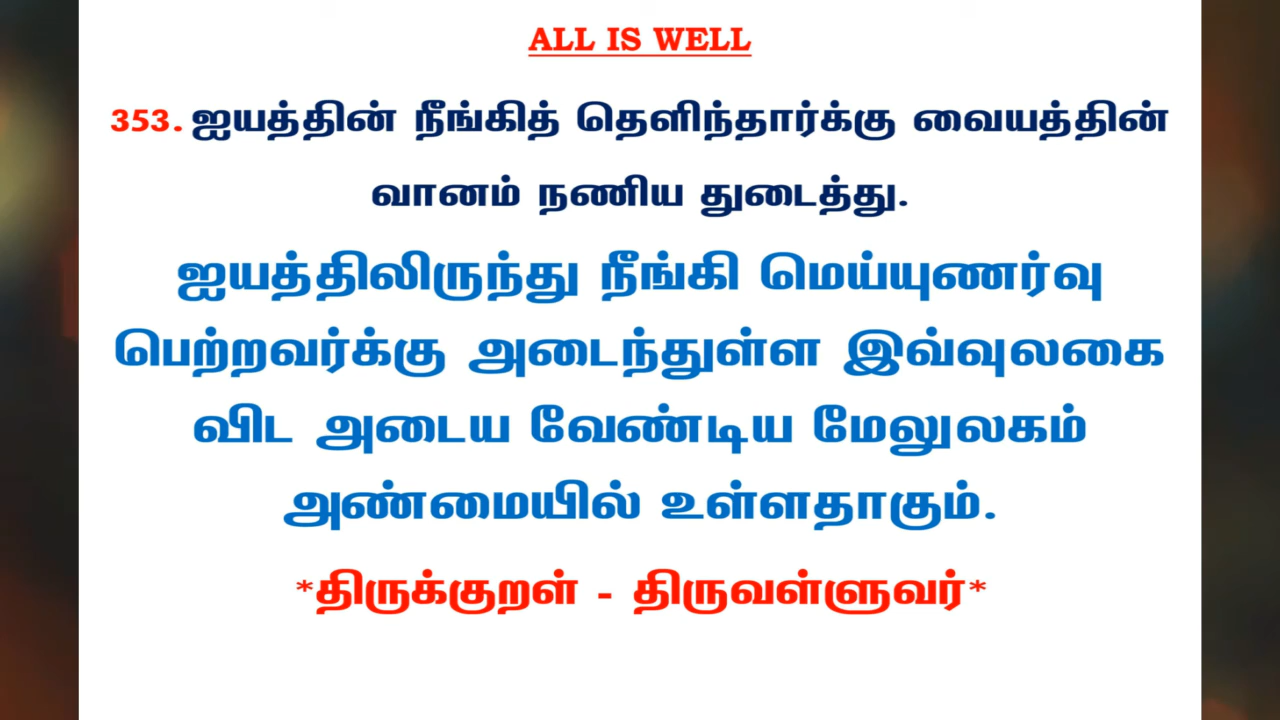 ALL IS WELL
353. ஐயத்தின் நீங்கித் தெளிந்தார்க்கு வையத்தின்
வானம் நணிய துடைத்து.
ஐயத்திலிருந்து நீங்கி மெய்யுணர்வு
பெற்றவர்க்கு அடைந்துள்ள இவ்வுலகை
விட அடைய வேண்டிய மேலுலகம்
அண்மையில் உள்ளதாகும்.
*திருக்குறள் - திருவள்ளுவர்*